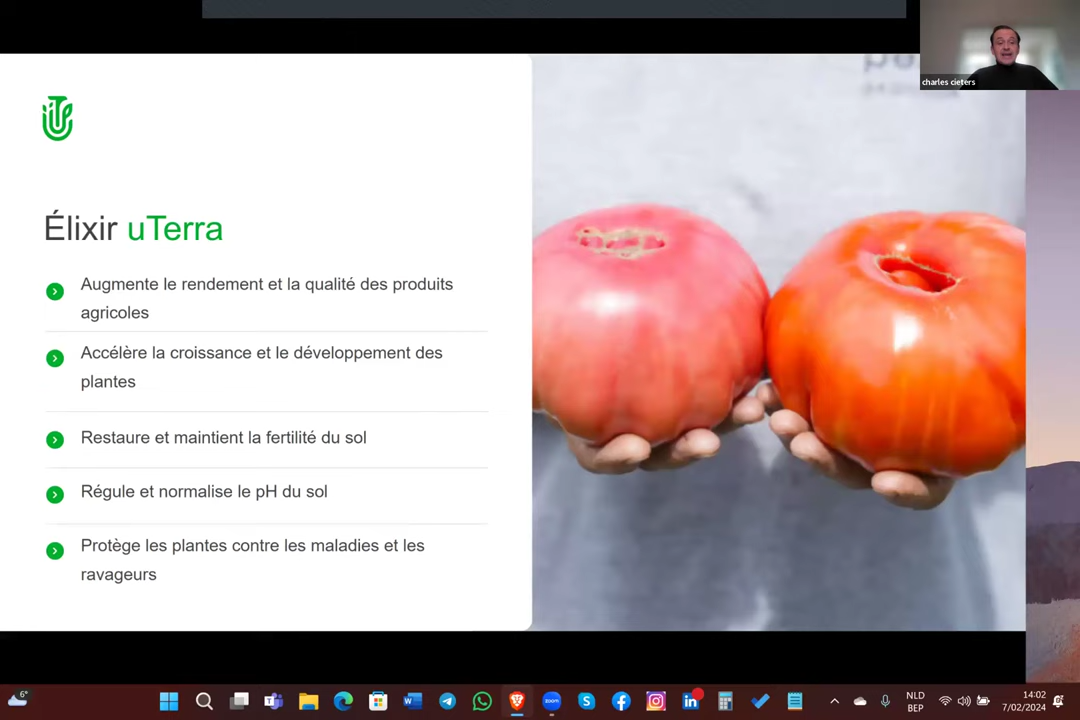 charles cieters
Élixir uTerra
Augmente le rendement et la qualité des produits
agricoles
Accélère la croissance et le développement des
plantes
Restaure et maintient la fertilité du sol
Régule et normalise le pH du sol
Protège les plantes contre les maladies et les
ravageurs
6°
zoom
NLD
BEP
14:02
7/02/2024